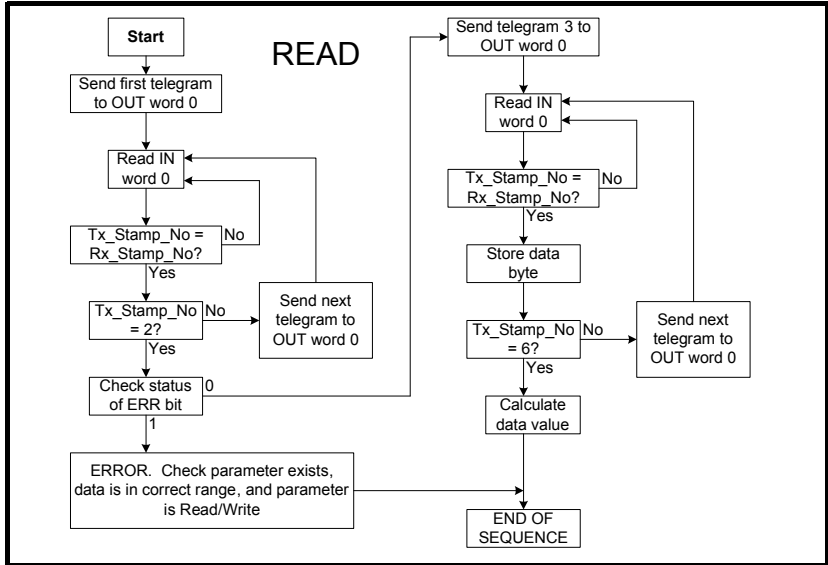 READ
Start
Send first telegram
to OUT word 0
Read IN
word 0
Tx_Stamp_No =
Rx_Stamp_No?
No
Yes
Tx_Stamp_No
= 2?
No
Yes
Send next
telegram to
OUT word 0
Check status
of ERR bit
0
1
ERROR.  Check parameter exists,
data is in correct range, and parameter
is Read/Write
Send telegram 3 to
OUT word 0
Read IN
word 0
Tx_Stamp_No =
Rx_Stamp_No?
No
Yes
Store data
byte
Tx_Stamp_No
= 6?
No
Yes
Send next
telegram to
OUT word 0
Calculate
data value
END OF
SEQUENCE